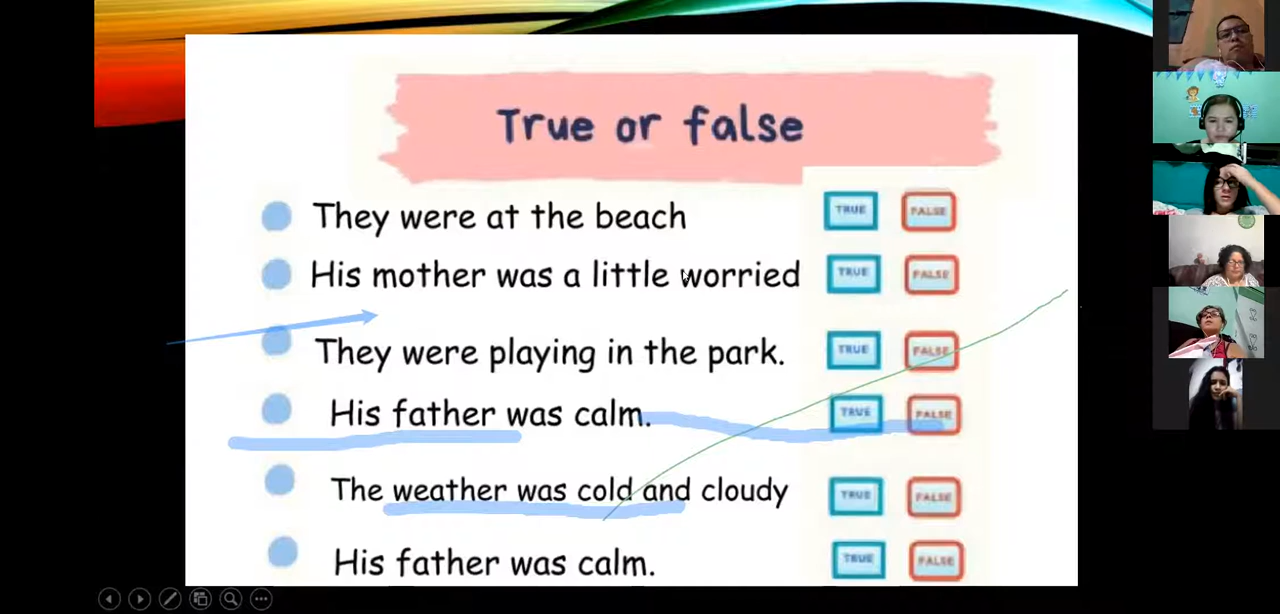 True or false
They were at the beach TRUE FALSE
His mother was a little worried TRUE FALSE
They were playing in the park. TRUE FALSE
His father was calm. TRUE FALSE
The weather was cold and cloudy TRUE FALSE
His father was calm. TRUE FALSE